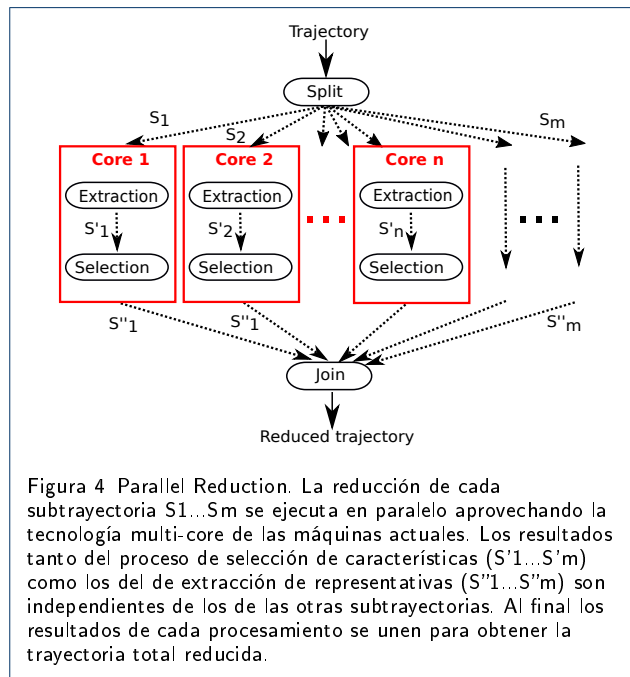 Trajectory
Split
S1
S2
Sm
Core 1
Core 2
Core n
Extraction
Extraction
Extraction
S'1
S'2
S'n
Selection
Selection
Selection
S''1
S''1
S''m
Join
Reduced trajectory
Figura 4 Parallel Reduction. La reducción de cada
subtrayectoria S1...Sm se ejecuta en paralelo aprovechando la
tecnología multi-core de las máquinas actuales. Los resultados
tanto del proceso de selección de características (S'1...S'm)
como los del de extracción de representativas (S''1...S''m) son
independientes de los de las otras subtrayectorias. Al final los
resultados de cada procesamiento se unen para obtener la
trayectoria total reducida.